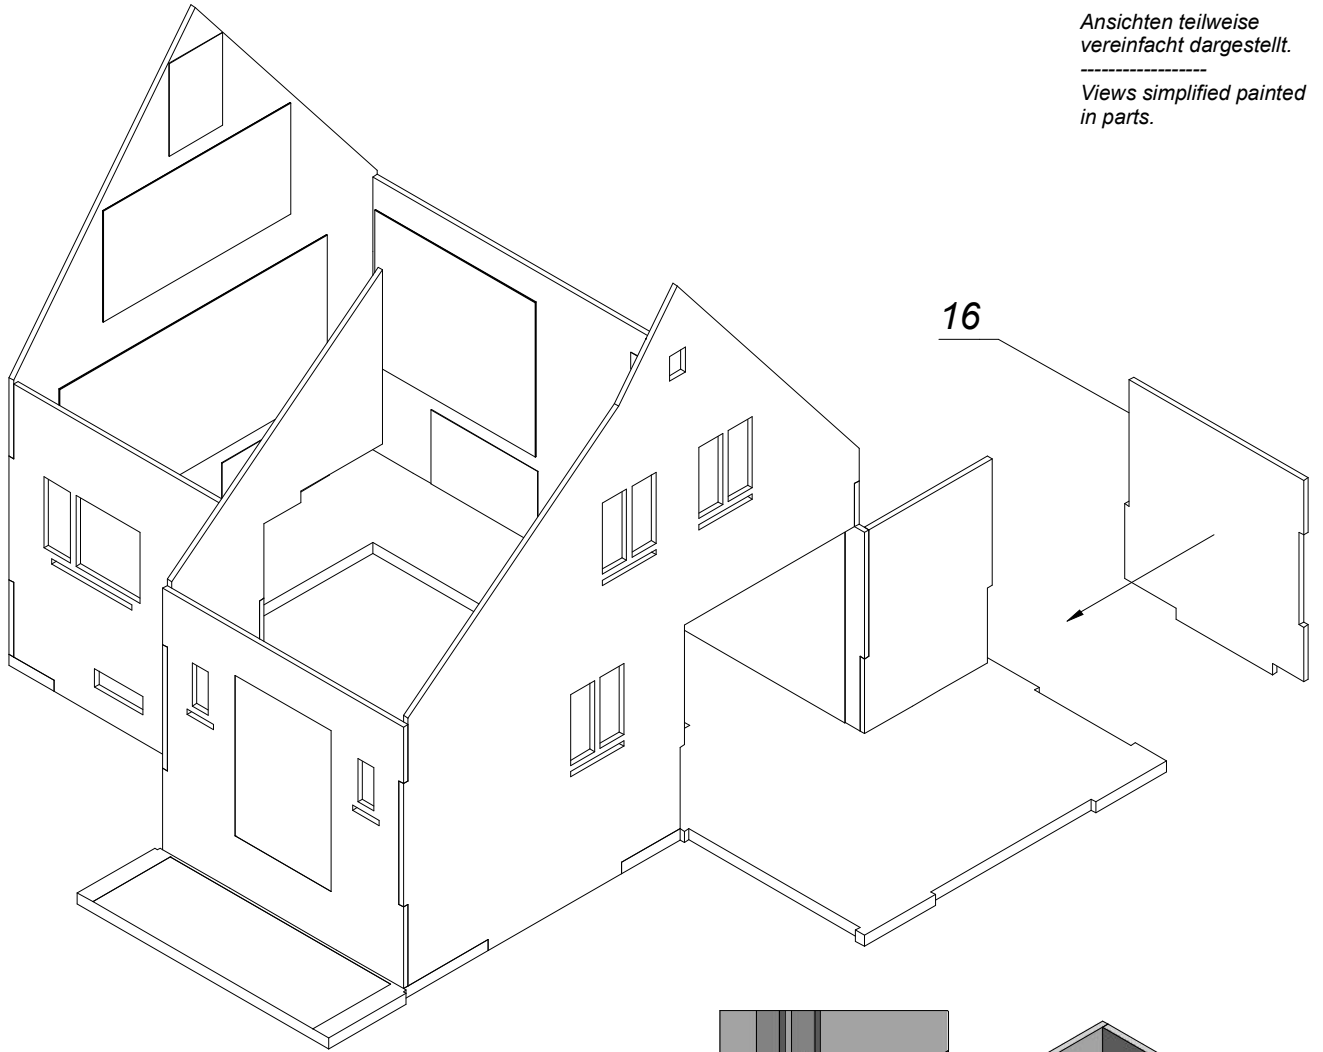 Ansichten teilweise
vereinfacht dargestellt.
------------------
Views simplified painted
in parts.
16